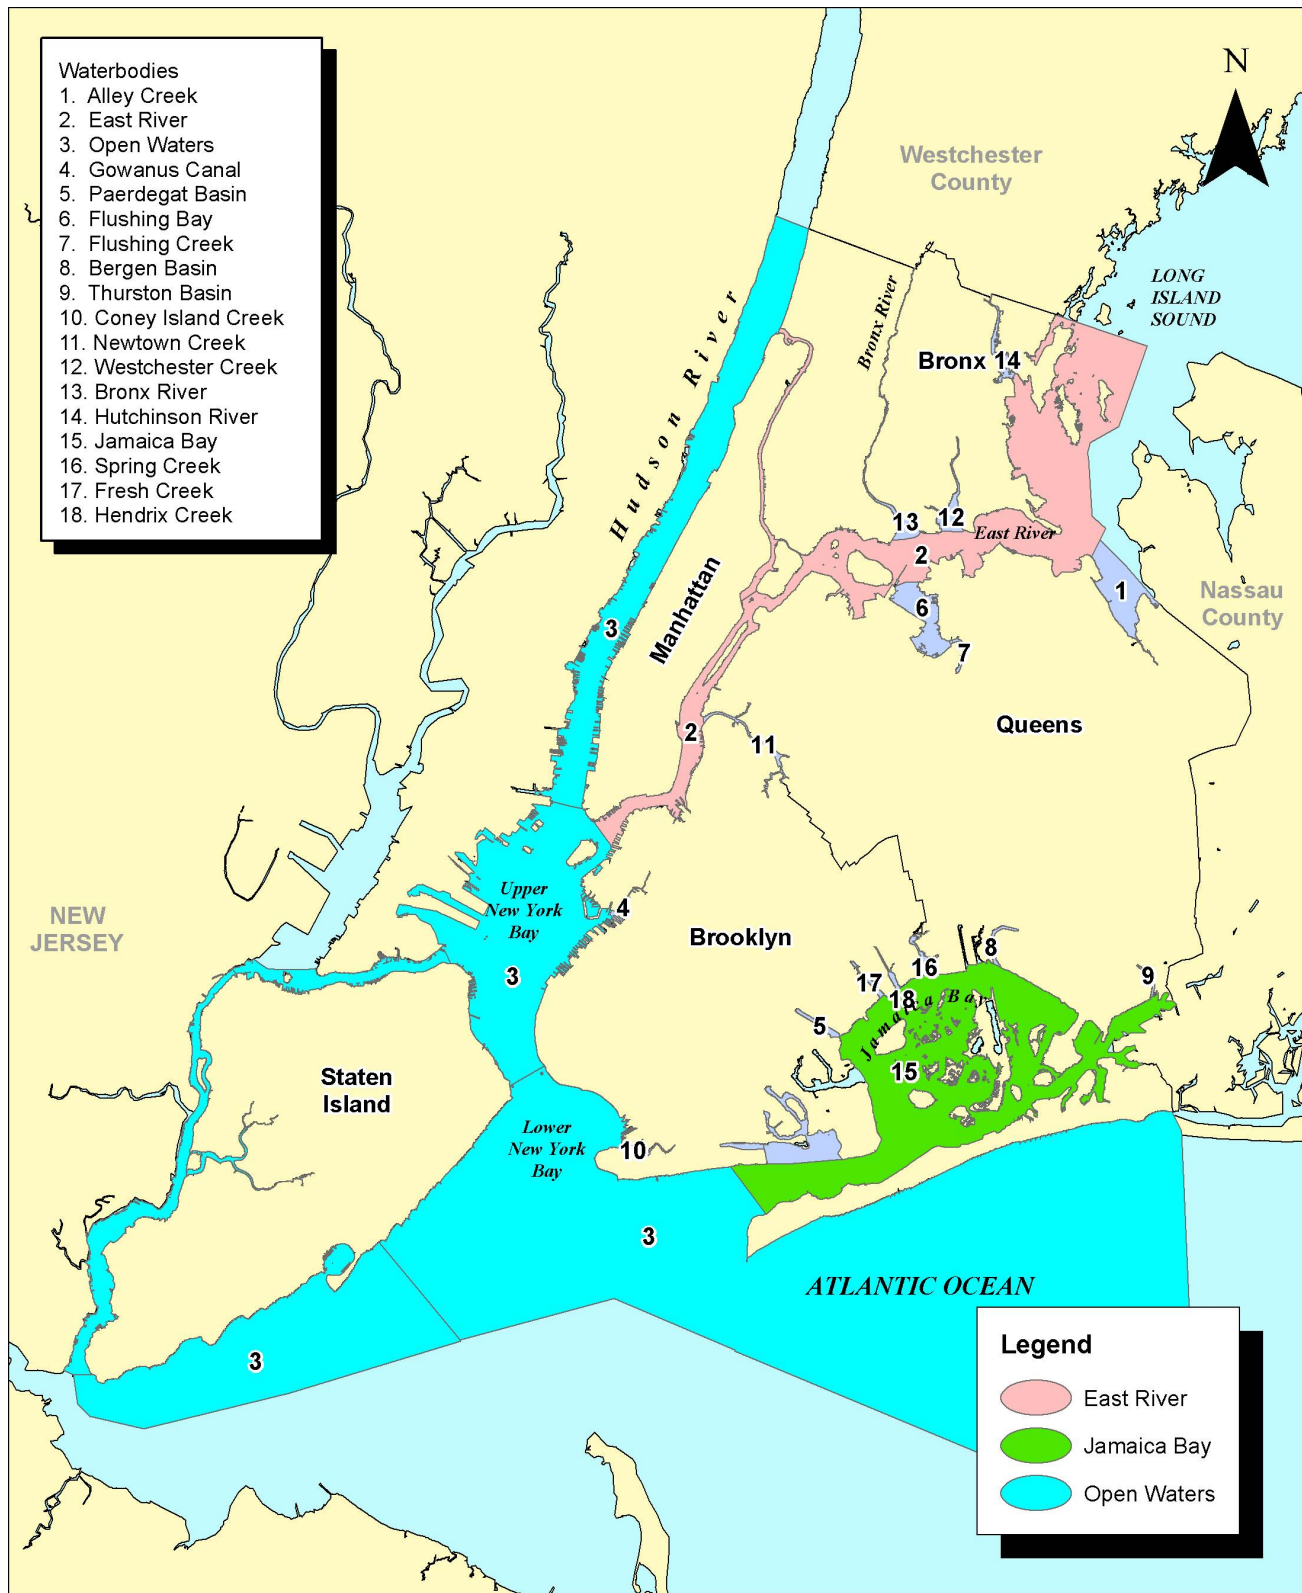 Waterbodies
1. Alley Creek
2. East River
3. Open Waters
4. Gowanus Canal
5. Paerdegat Basin
6. Flushing Bay
7. Flushing Creek
8. Bergen Basin
9. Thurston Basin
10. Coney Island Creek
11. Newtown Creek
12. Westchester Creek
13. Bronx River
14. Hutchinson River
15. Jamaica Bay
16. Spring Creek
17. Fresh Creek
18. Hendrix Creek
N
Westchester
County
LONG
ISLAND
SOUND
Hudson River
Bronx River
Bronx 14
13
12
East River
2
1
Nassau
County
6
7
3
Manhattan
2
11
Queens
NEW
JERSEY
Upper
New York
Bay
3
4
Brooklyn
8
16
17
18
9
5
Jamaica Bay
15
Staten
Island
Lower
New York
Bay
10
3
3
ATLANTIC OCEAN
Legend
East River
Jamaica Bay
Open Waters